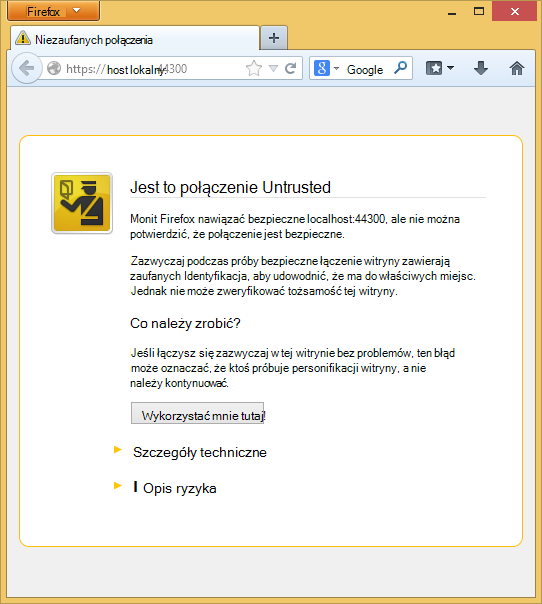 Firefox
Niezaufanych połączenia
https://host lokalny:44300
Google
Jest to połączenie Untrusted
Monit Firefox nawiązać bezpieczne localhost:44300, ale nie można
potwierdzić, że połączenie jest bezpieczne.
Zazwyczaj podczas próby bezpieczne łączenie witryny zawierają
zaufanych Identyfikacja, aby udowodnić, że ma do właściwych miejsc.
Jednak nie może zweryfikować tożsamość tej witryny.
Co należy zrobić?
Jeśli łączysz się zazwyczaj w tej witrynie bez problemów, ten błąd
może oznaczać, że ktoś próbuje personifikacji witryny, a nie
należy kontynuować.
Wykorzystać mnie tutaj!
Szczegóły techniczne
I Opis ryzyka